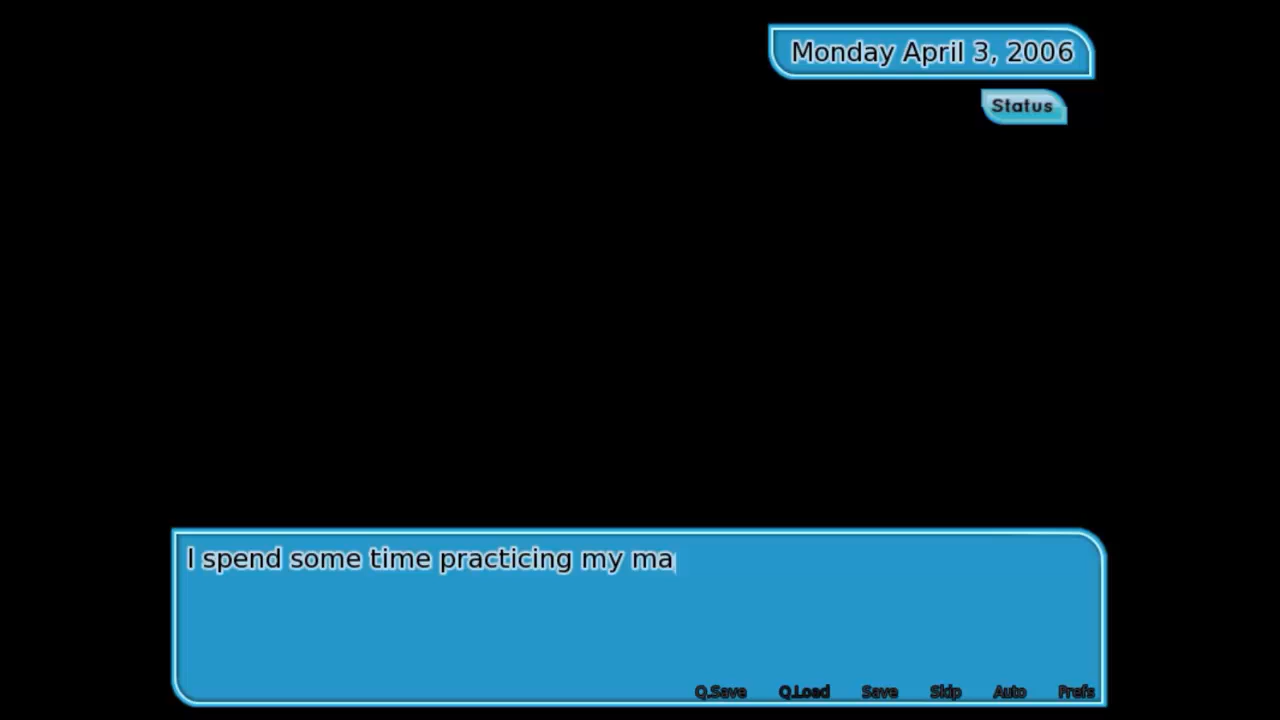 Monday April 3, 2006
Status
I spend some time practicing my ma
Q.Save Q.Load Save Skip Auto Prefs